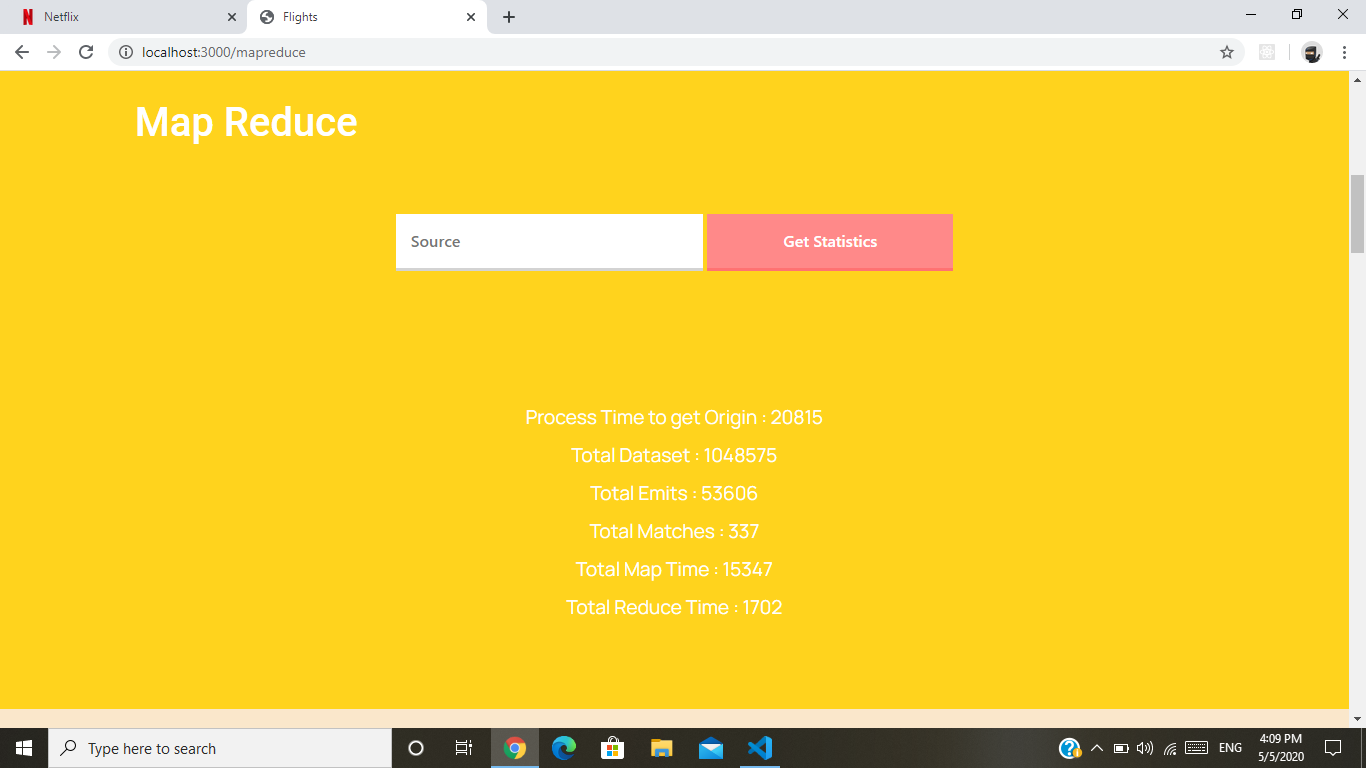 Netflix
Flights
localhost:3000/mapreduce
Map Reduce
Source
Get Statistics
Process Time to get Origin : 20815
Total Dataset : 1048575
Total Emits : 53606
Total Matches : 337
Total Map Time : 15347
Total Reduce Time : 1702
Type here to search
ENG
4:09 PM
5/5/2020